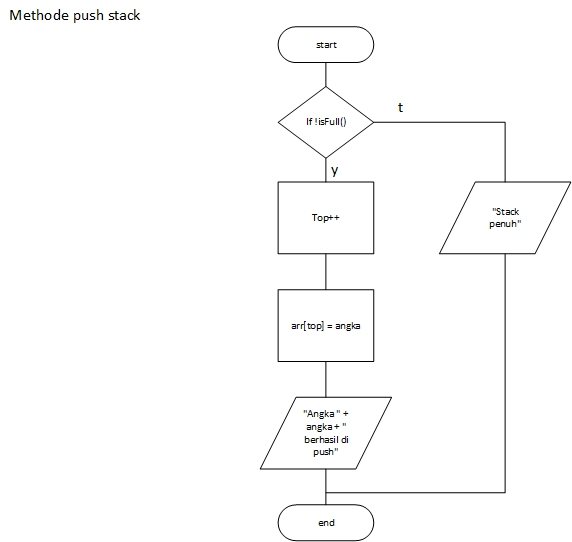 Methode push stack
start
If !isFull()
t
y
Top++
"Stack
penuh"
arr[top] = angka
"Angka " +
angka + "
berhasil di
push"
end